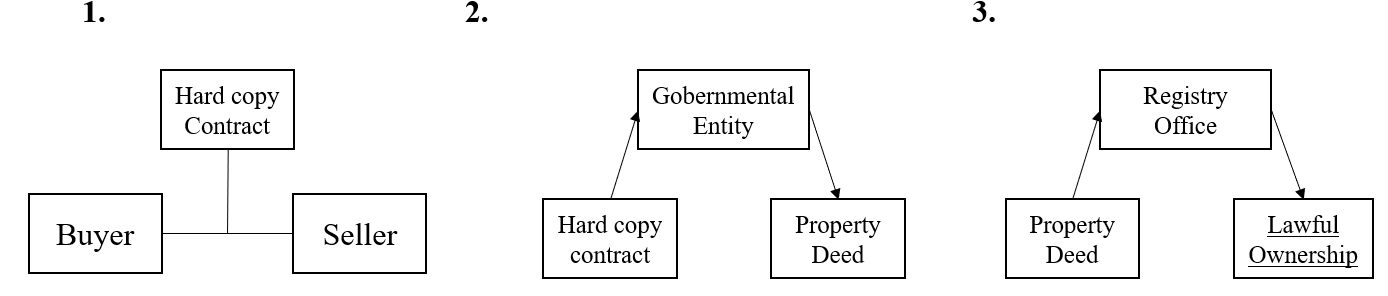 1.
Hard copy
Contract
Buyer
Seller
2.
Gobernmental
Entity
Hard copy
contract
Property
Deed
3.
Registry
Office
Property
Deed
Lawful
Ownership